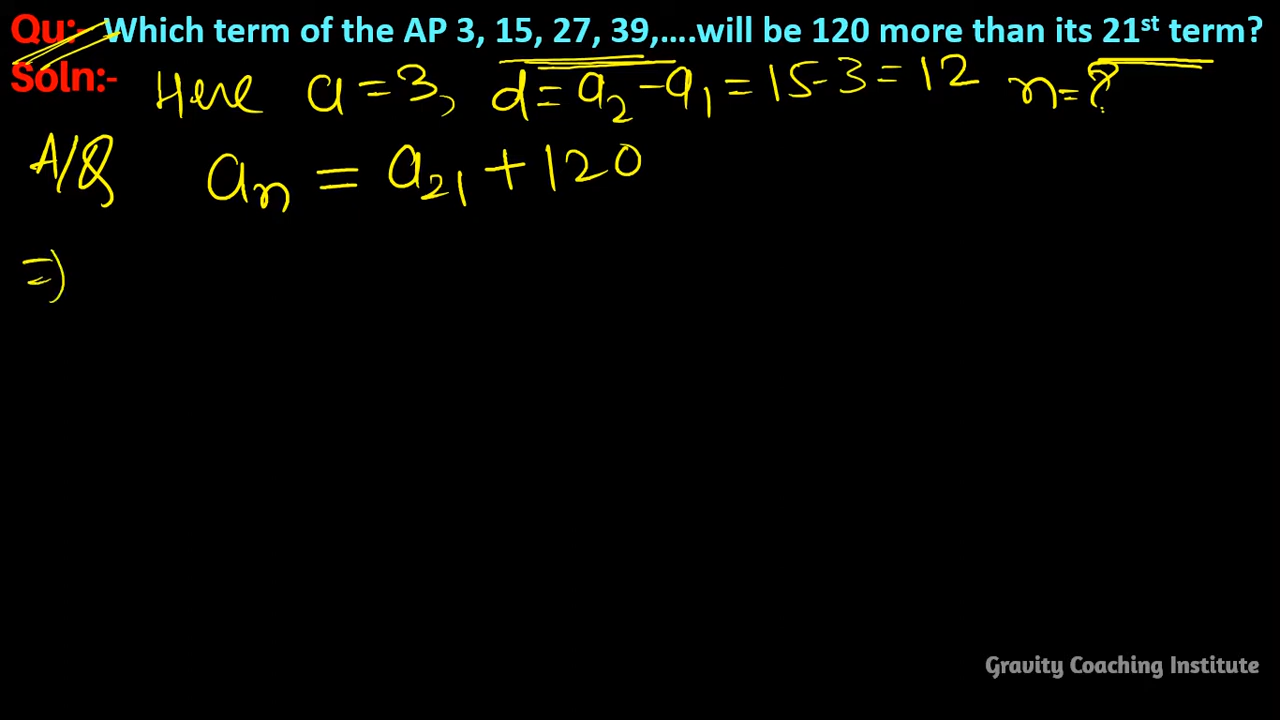 Qu:- Which term of the AP 3, 15, 27, 39,....will be 120 more than its 21st term?
Soln:- Here a = 3, d = a₂ - a₁ = 15 - 3 = 12 n = ?
A/Q aₙ = a₂₁ + 120
=>
Gravity Coaching Institute